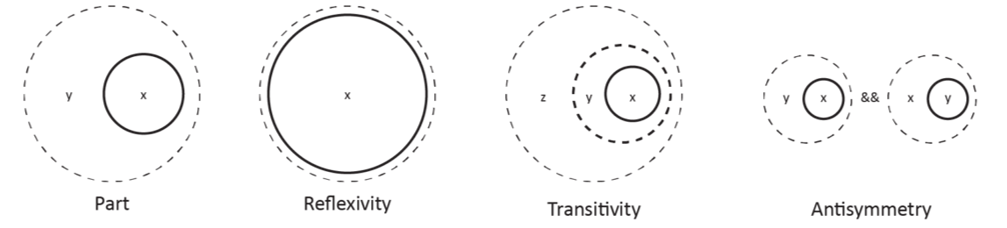 y x x z y x y x && x y
Part Reflexivity Transitivity Antisymmetry